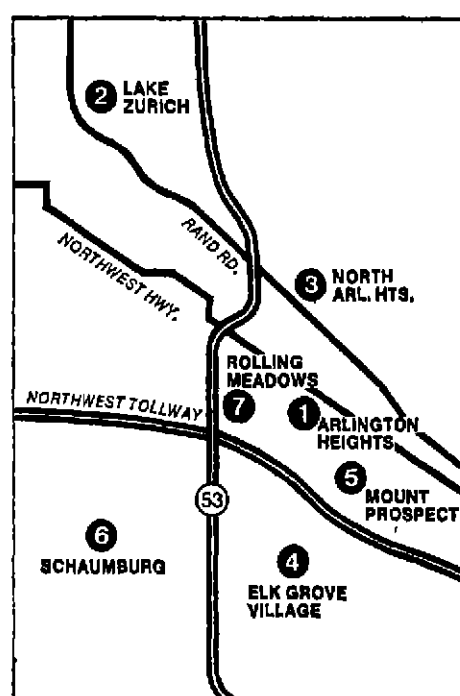 2 LAKE
ZURICH
RAND RD.
NORTHWEST HWY.
3 NORTH
ARL. HTS.
ROLLING
MEADOWS
7
NORTHWEST TOLLWAY
1
ARLINGTON
HEIGHTS
5
MOUNT
PROSPECT
53
6
SCHAUMBURG
4
ELK GROVE
VILLAGE